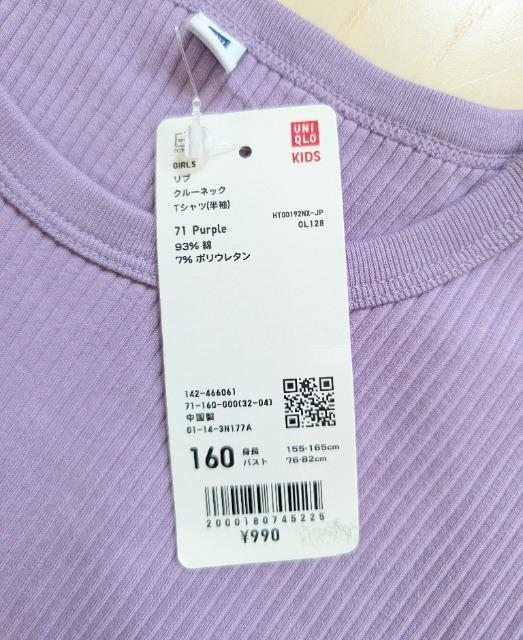 UNI
QLO
KIDS
GIRLS
リブ
クルーネック
Tシャツ(半袖)
HT00192NX-JP
71 Purple
OL128
93% 綿
7% ポリウレタン
142-466061
71-160-000(32-04)
中国製
01-14-3N177A
160 身長 155-165cm
バスト 76-82cm
2000180745225
¥990